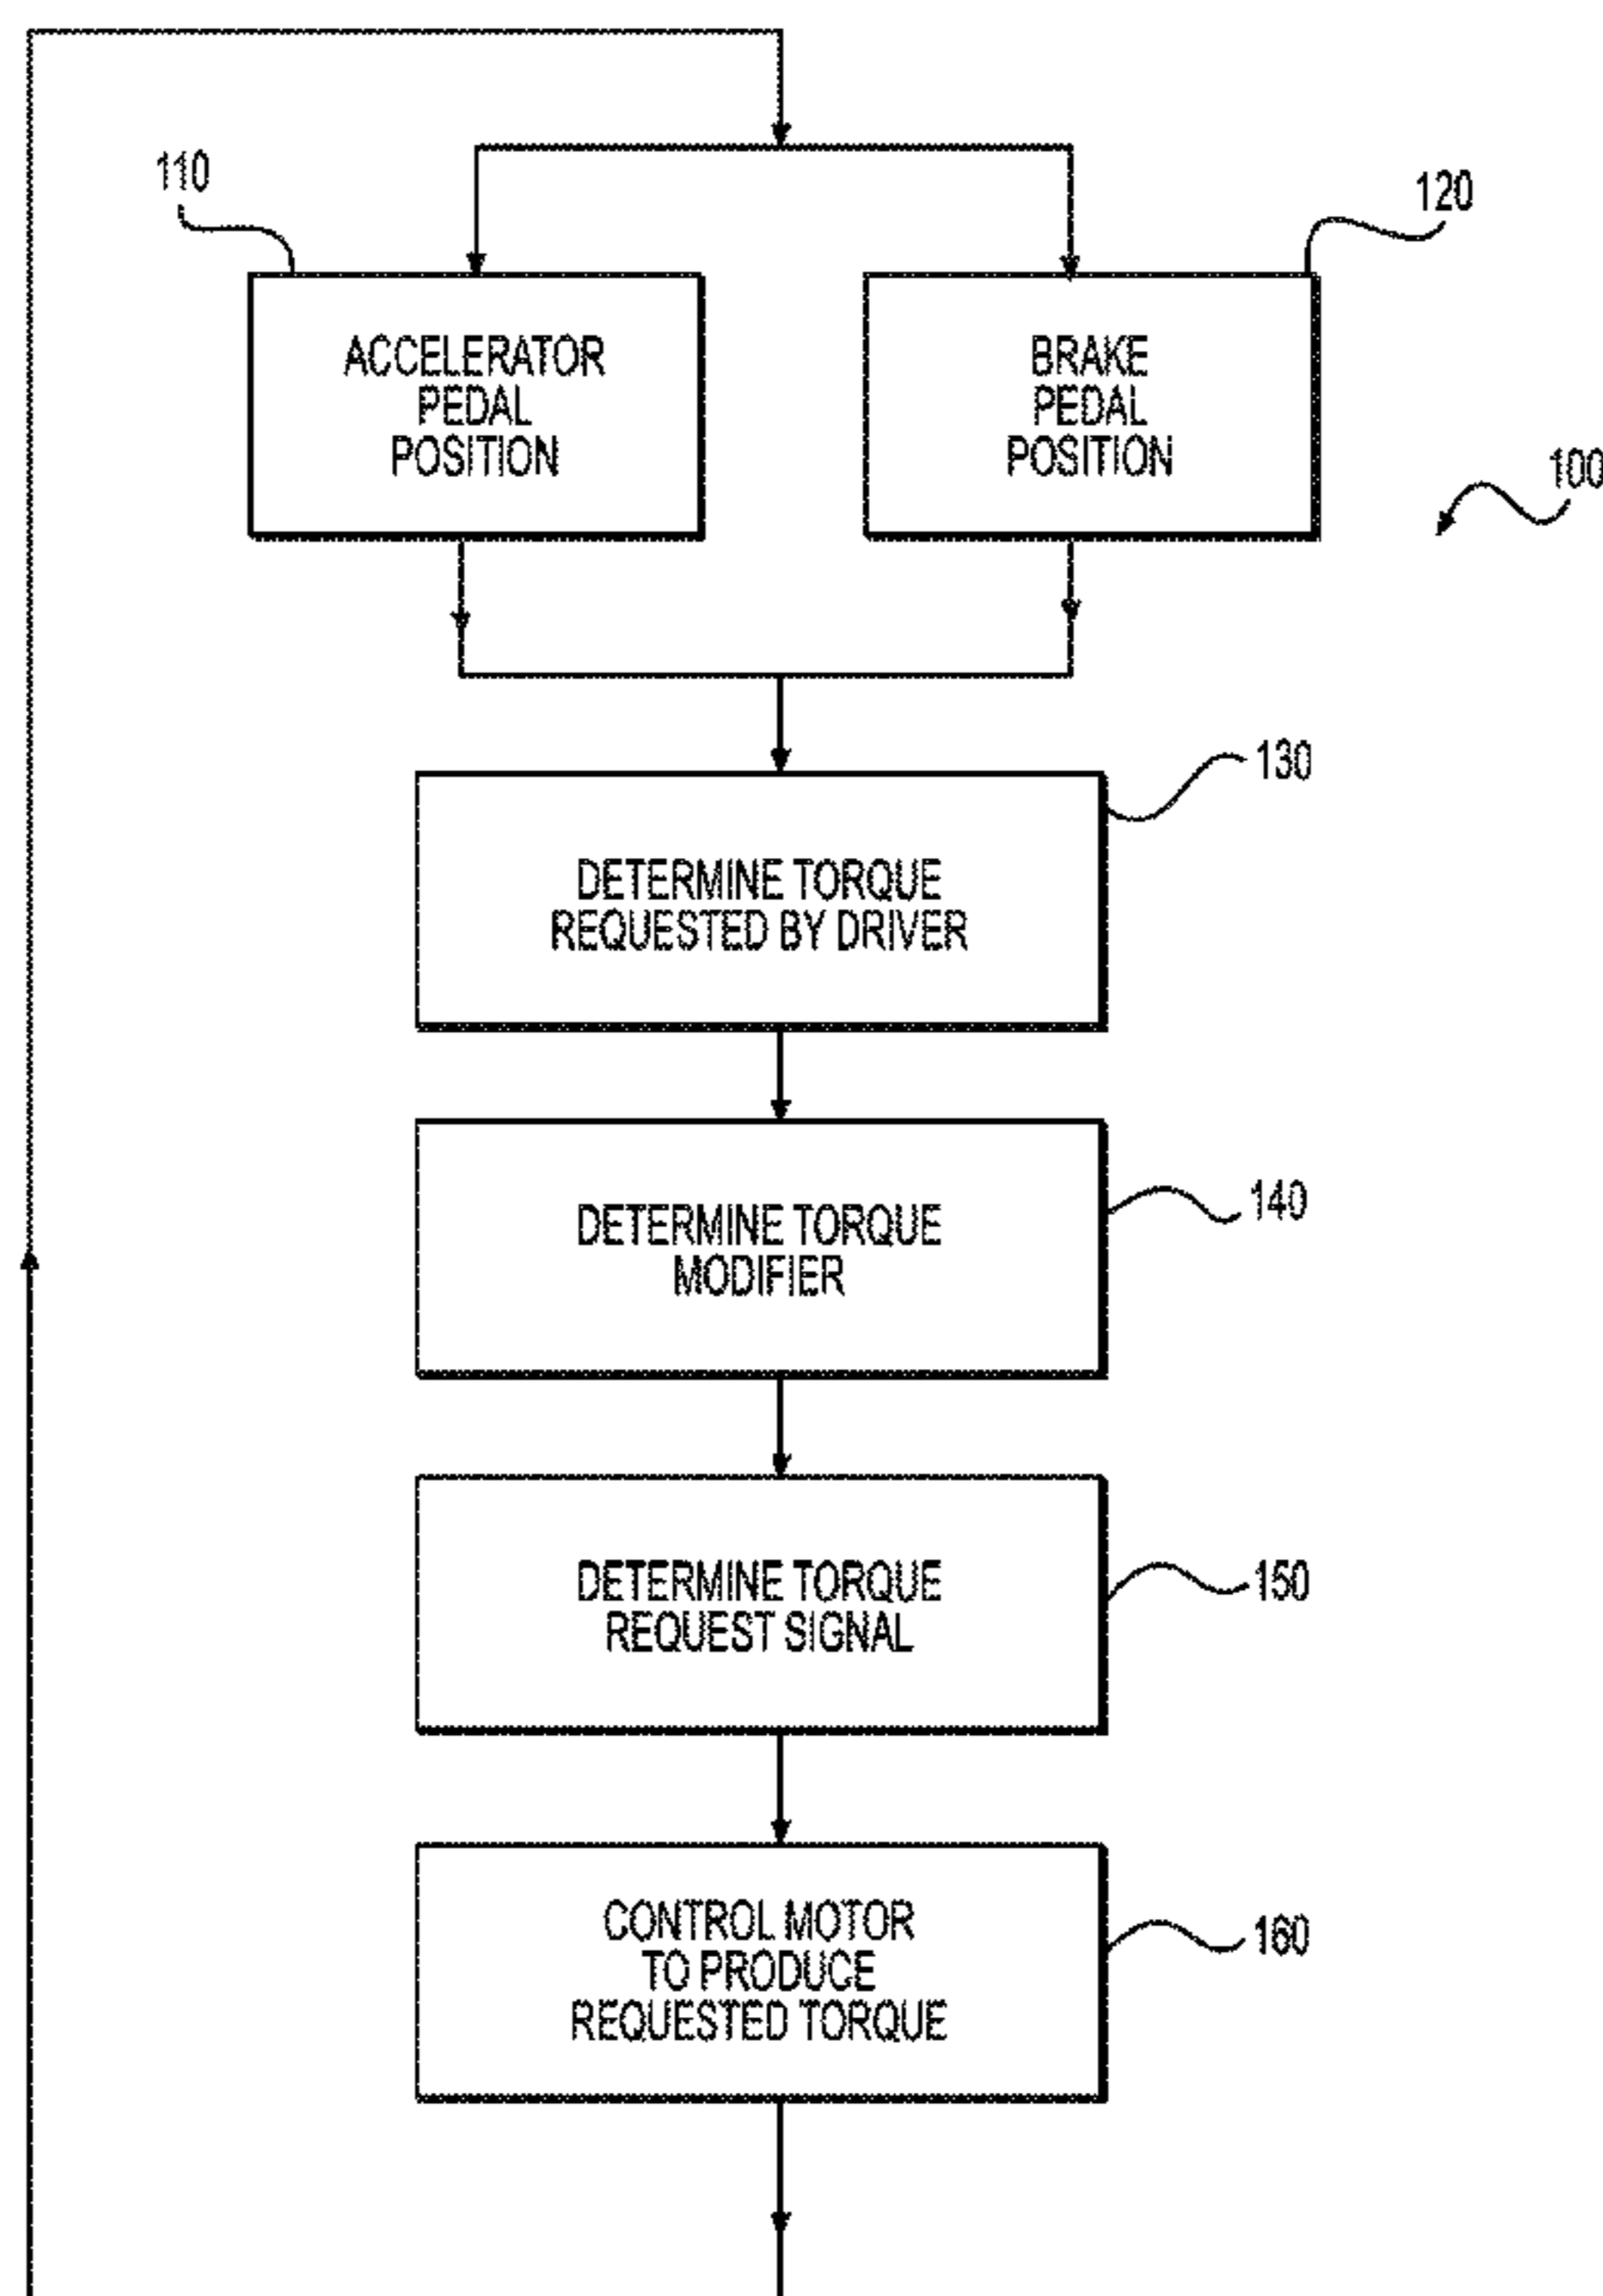 110
120
ACCELERATOR
PEDAL
POSITION
BRAKE
PEDAL
POSITION
100
130
DETERMINE TORQUE
REQUESTED BY DRIVER
140
DETERMINE TORQUE
MODIFIER
150
DETERMINE TORQUE
REQUEST SIGNAL
160
CONTROL MOTOR
TO PRODUCE
REQUESTED TORQUE